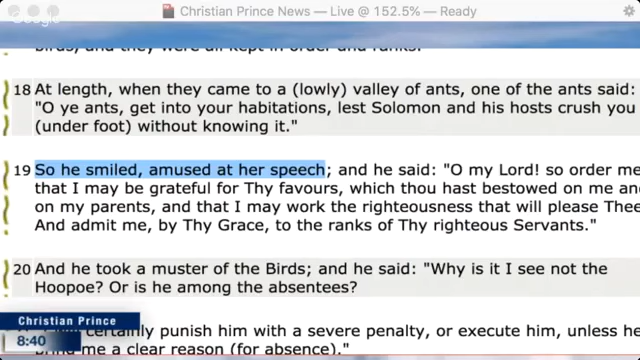 Christian Prince News — Live @ 152.5% — Ready
Google
birds, and they were all kept in order and ranks.
18 At length, when they came to a (lowly) valley of ants, one of the ants said:
"O ye ants, get into your habitations, lest Solomon and his hosts crush you
(under foot) without knowing it."
19 So he smiled, amused at her speech; and he said: "O my Lord! so order me
that I may be grateful for Thy favours, which thou hast bestowed on me and
on my parents, and that I may work the righteousness that will please Thee
And admit me, by Thy Grace, to the ranks of Thy righteous Servants."
20 And he took a muster of the Birds; and he said: "Why is it I see not the
Hoopoe? Or is he among the absentees?
certainly punish him with a severe penalty, or execute him, unless he
me a clear reason (for absence)."
Christian Prince
8:40